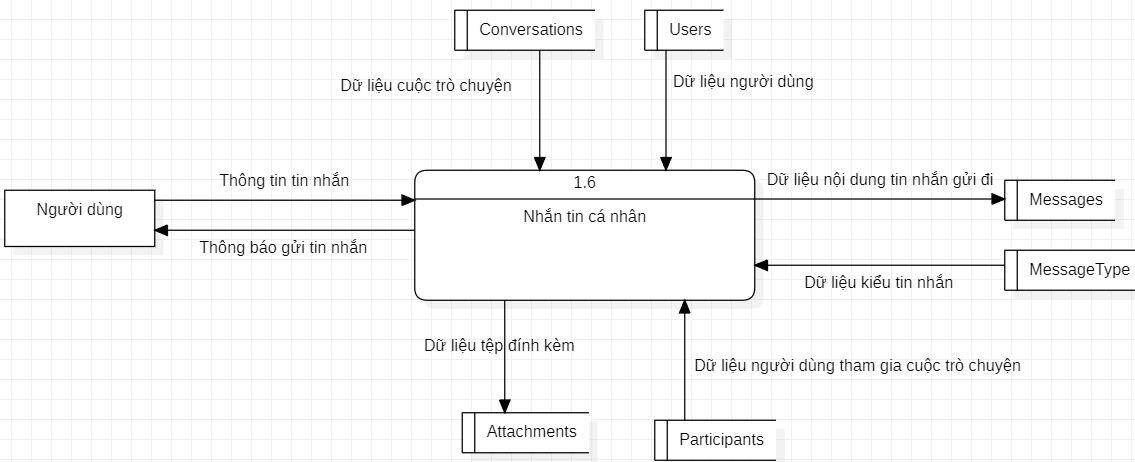 Conversations
Users
Dữ liệu cuộc trò chuyện
Dữ liệu người dùng
Thông tin tin nhắn
1.6
Dữ liệu nội dung tin nhắn gửi đi
Messages
Người dùng
Nhắn tin cá nhân
Thông báo gửi tin nhắn
MessageType
Dữ liệu kiểu tin nhắn
Dữ liệu tệp đính kèm
Dữ liệu người dùng tham gia cuộc trò chuyện
Attachments
Participants